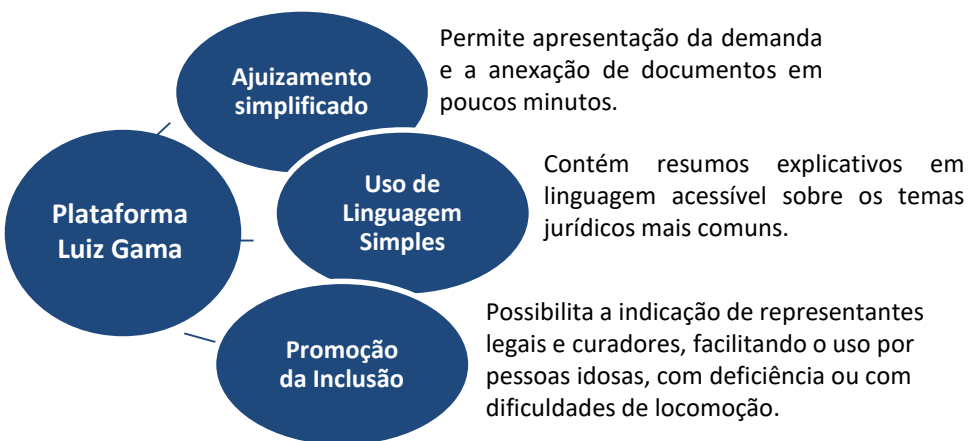 Plataforma
Luiz Gama
Ajuizamento
simplificado
Permite apresentação da demanda
e a anexação de documentos em
poucos minutos.
Uso de
Linguagem
Simples
Contém resumos explicativos em
linguagem acessível sobre os temas
jurídicos mais comuns.
Promoção
da Inclusão
Possibilita a indicação de representantes
legais e curadores, facilitando o uso por
pessoas idosas, com deficiência ou com
dificuldades de locomoção.